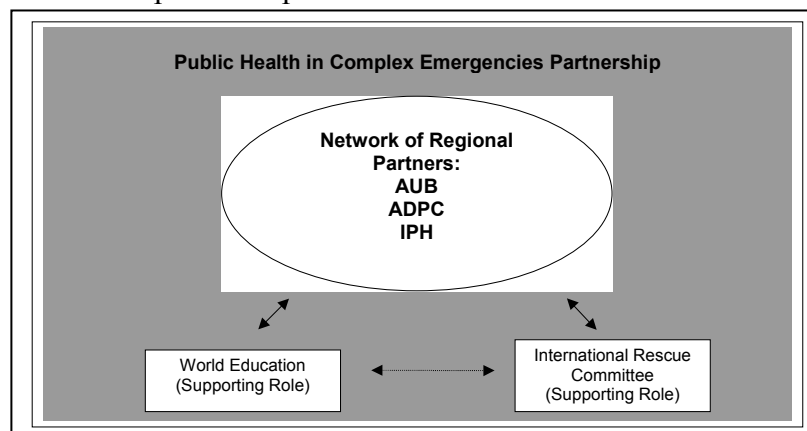 Public Health in Complex Emergencies Partnership
Network of Regional
Partners:
AUB
ADPC
IPH
World Education
(Supporting Role)
International Rescue
Committee
(Supporting Role)